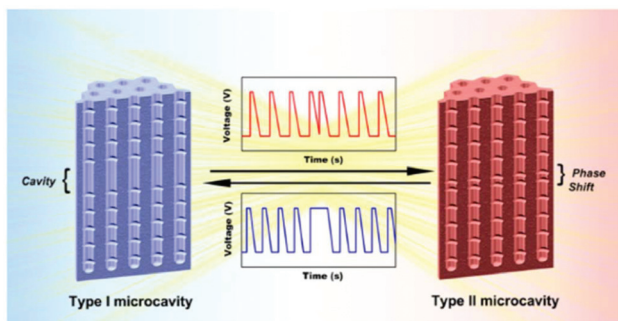 Voltage (V)
Time (s)
Cavity {
} Phase
Shift
Voltage (V)
Time (s)
Type I microcavity
Type II microcavity